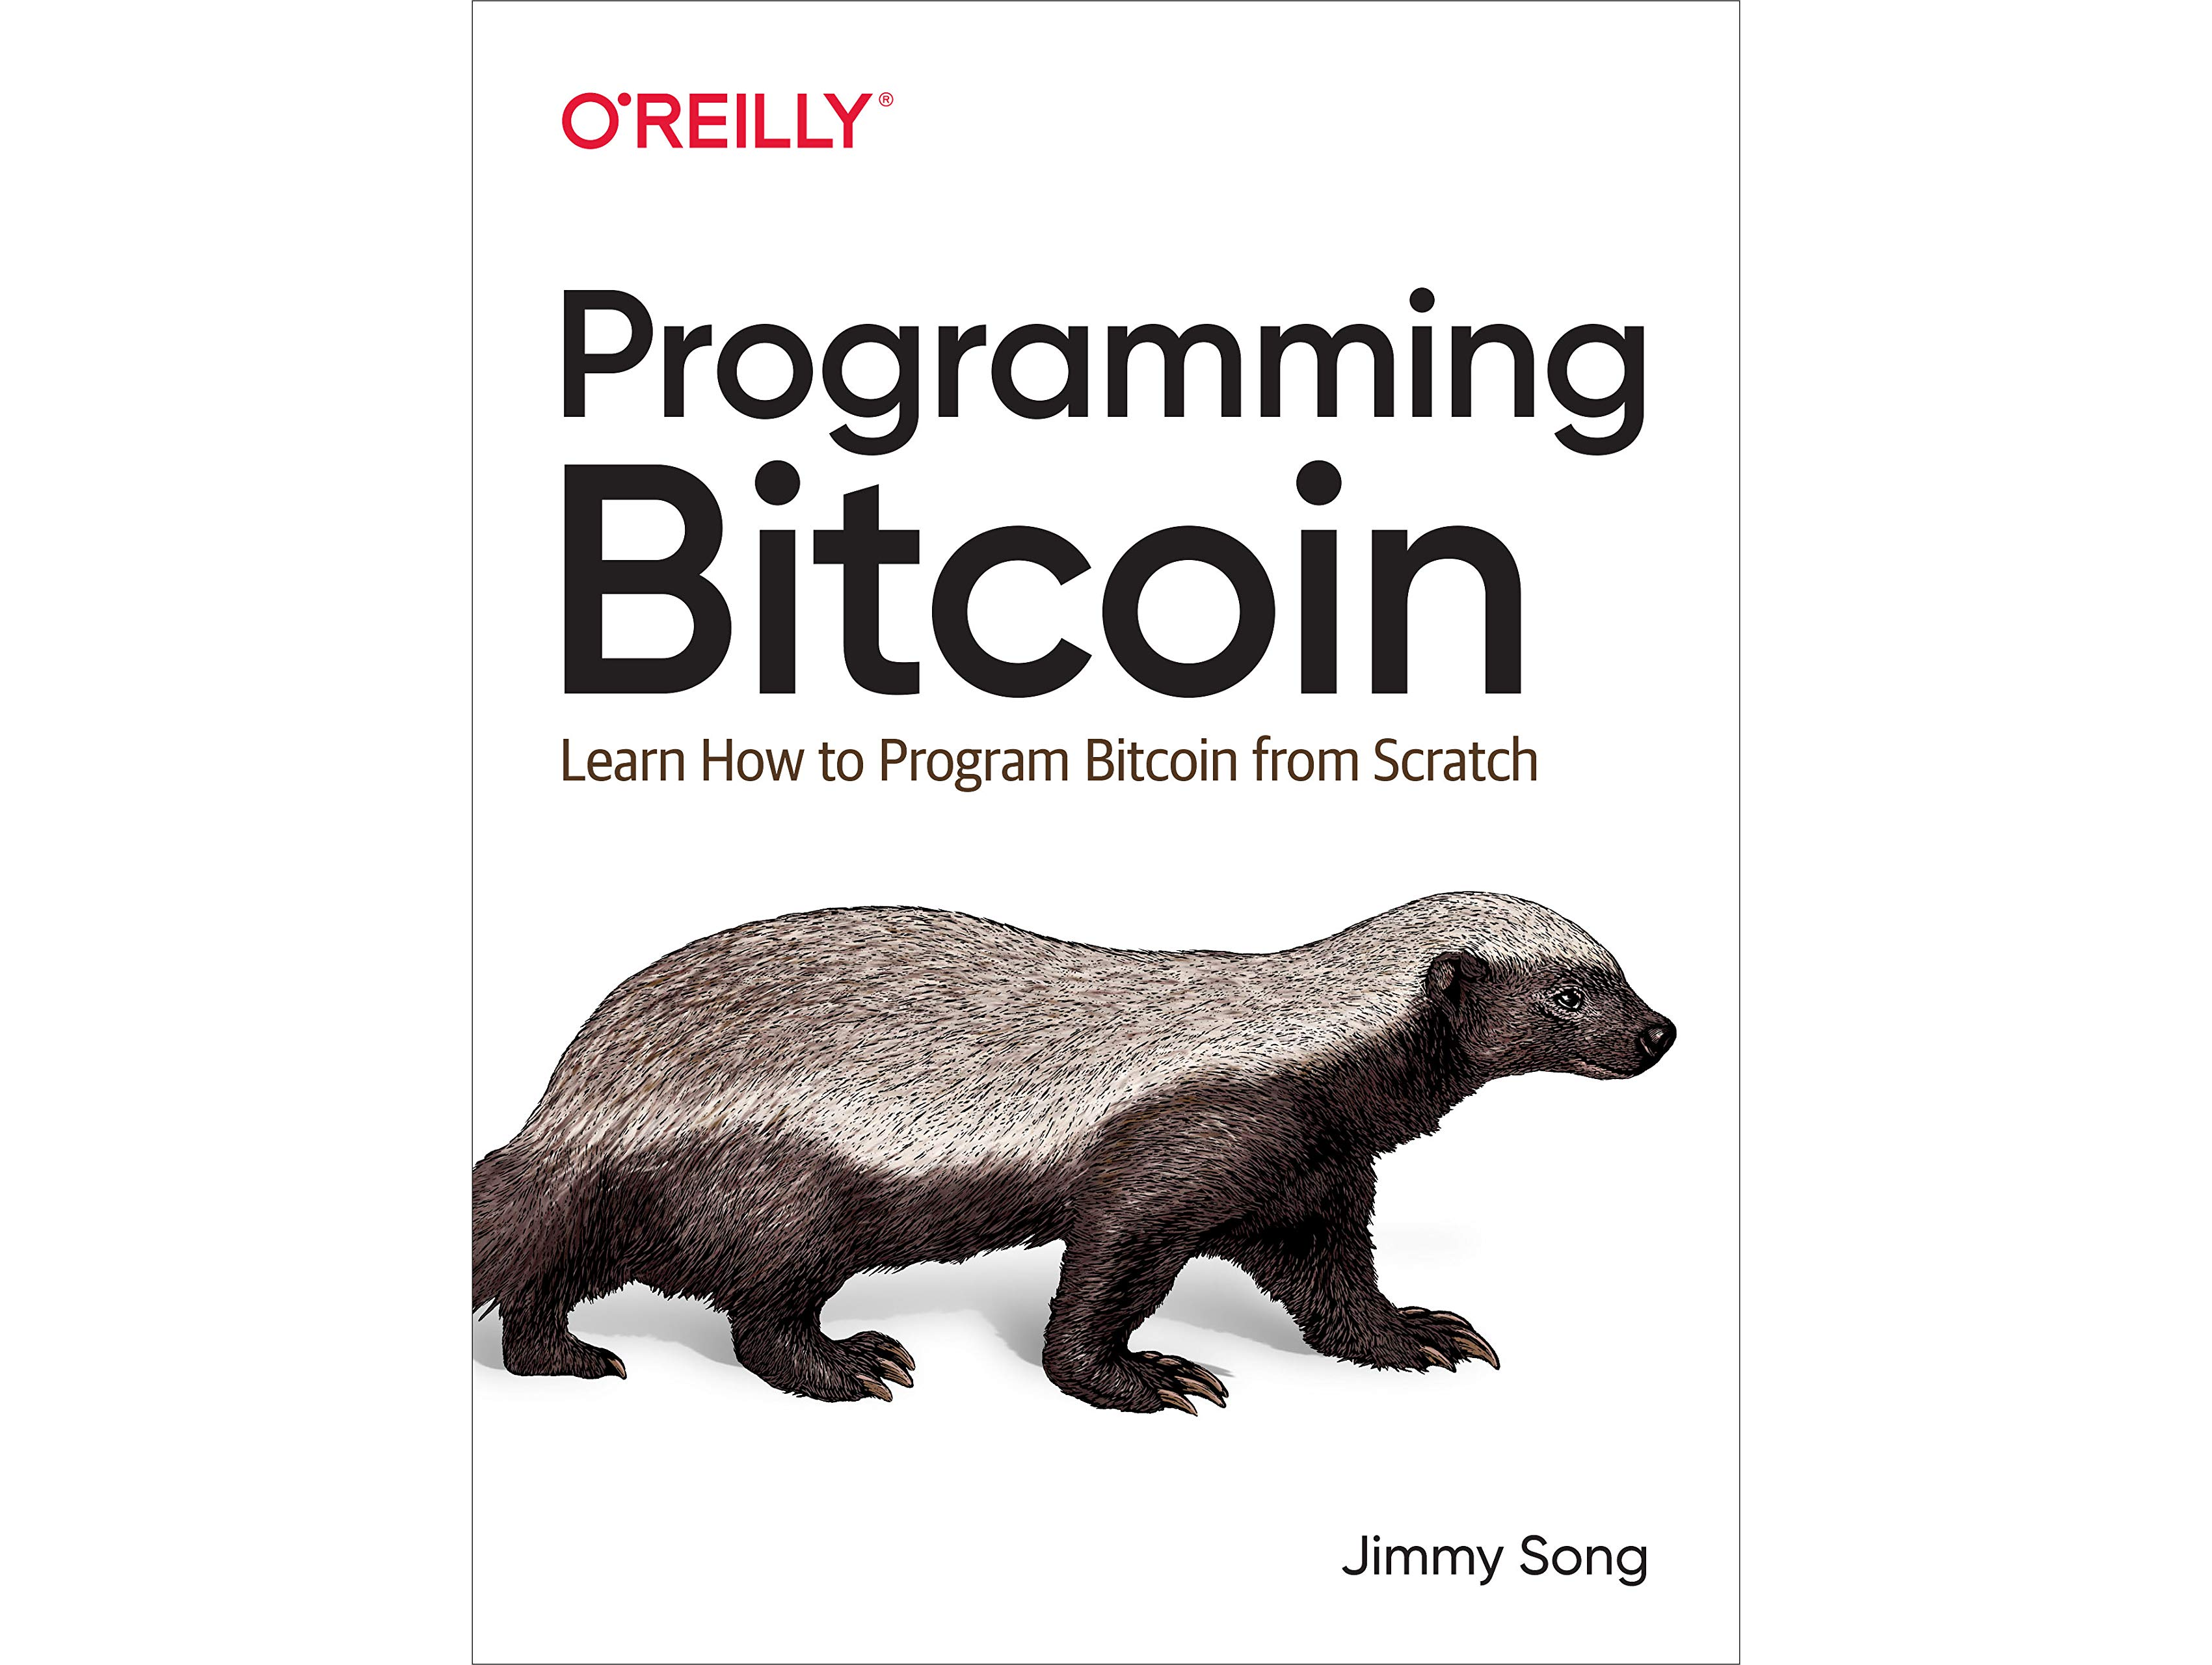 O'REILLY®
Programming
Bitcoin
Learn How to Program Bitcoin from Scratch
Jimmy Song